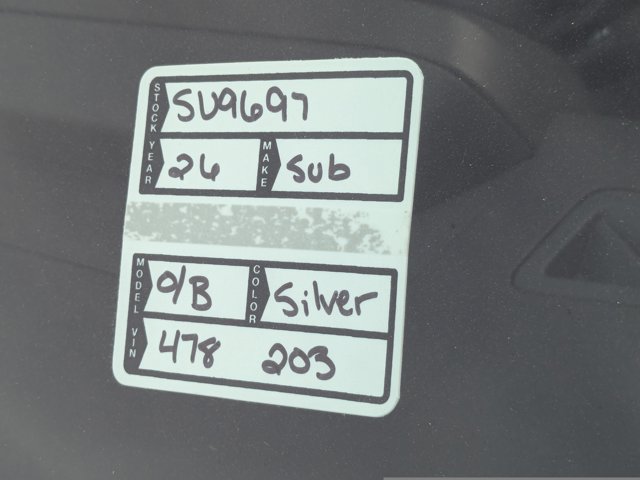 STOCK SU9697
YEAR 26 MAKE Sub
MODEL O/B COLOR Silver
VIN 478 203